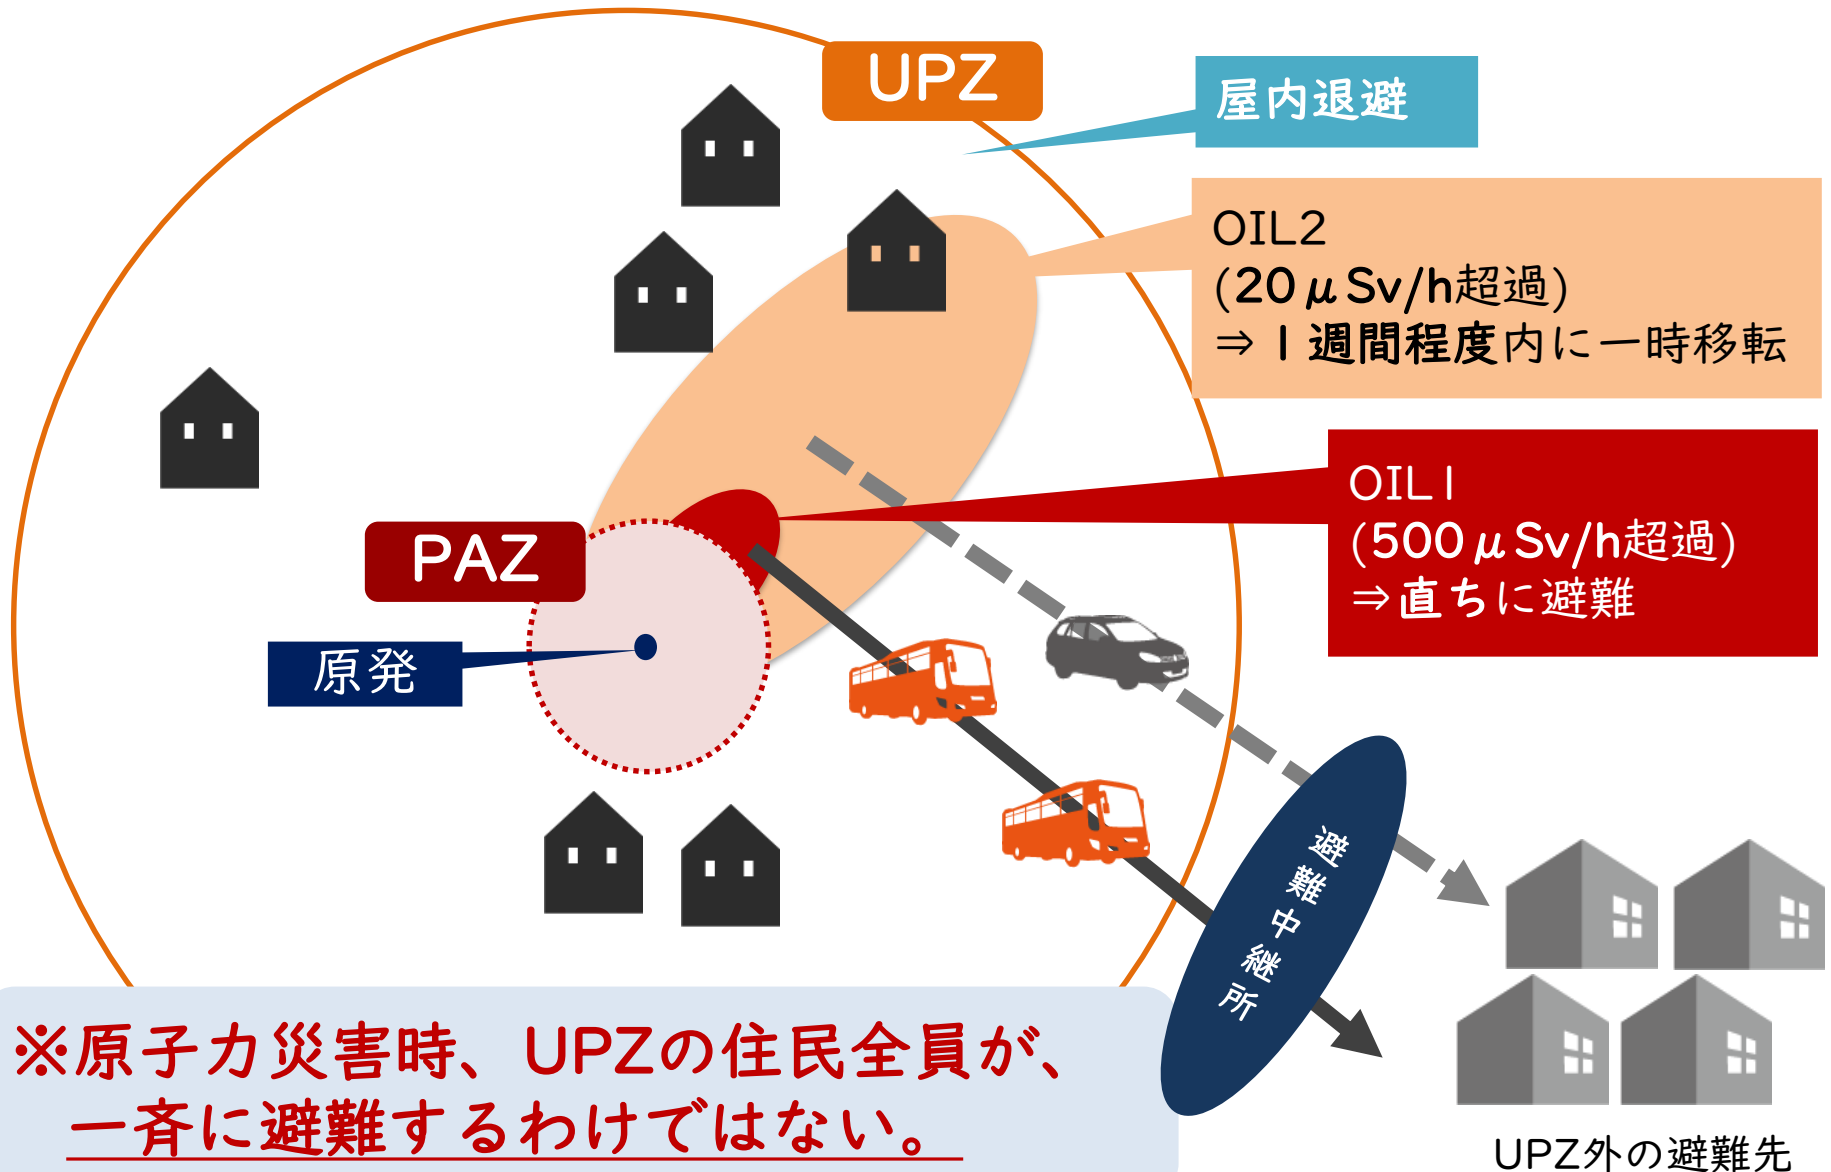 UPZ
屋内退避
OIL2
(20μSv/h超過)
⇒1週間程度内に一時移転
OIL1
(500μSv/h超過)
⇒直ちに避難
PAZ
原発
避難中継所
※原子力災害時、UPZの住民全員が、
一斉に避難するわけではない。
UPZ外の避難先